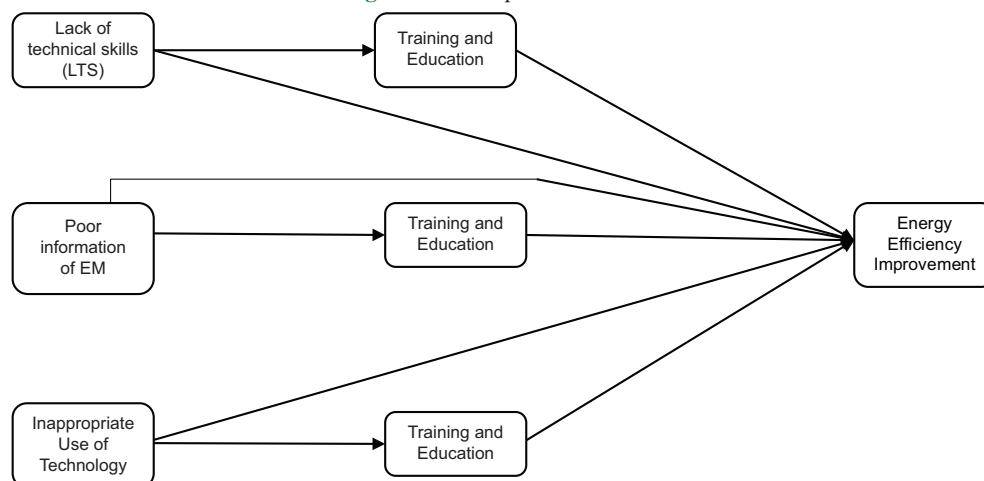 Lack of
technical skills
(LTS)
Training and
Education
Poor
information
of EM
Training and
Education
Energy
Efficiency
Improvement
Inappropriate
Use of
Technology
Training and
Education